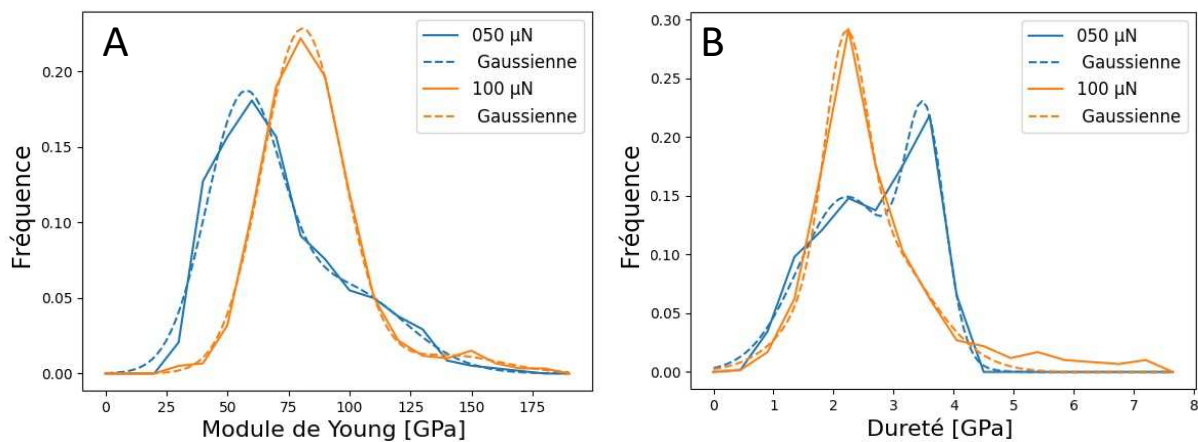 A
050 µN
Gaussienne
100 µN
Gaussienne
0.20
0.15
0.10
0.05
0.00
Fréquence
0 25 50 75 100 125 150 175
Module de Young [GPa]
B
050 µN
Gaussienne
100 µN
Gaussienne
0.30
0.25
0.20
0.15
0.10
0.05
0.00
Fréquence
0 1 2 3 4 5 6 7 8
Dureté [GPa]